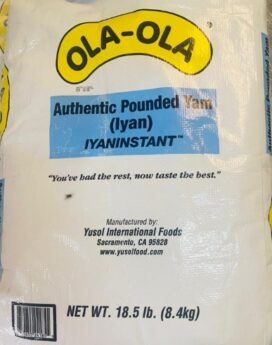 OLA-OLA
Authentic Pounded Yam
(Iyan)
IYANINSTANT™
"You've had the rest, now taste the best."
Manufactured by:
Yusol International Foods
Sacramento, CA 95828
www.yusolfood.com
NET WT. 18.5 lb. (8.4kg)